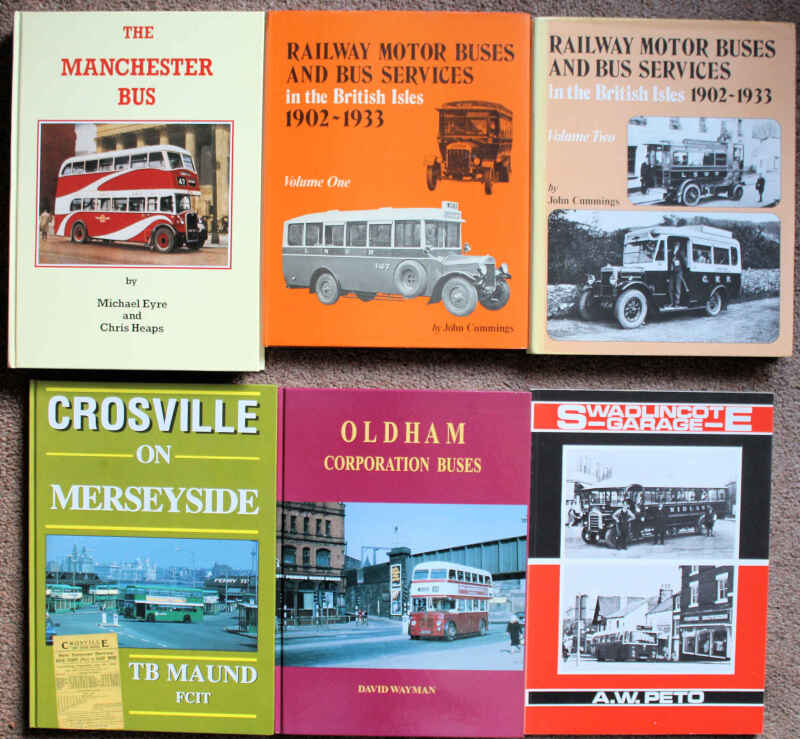 THE
MANCHESTER
BUS
by
Michael Eyre
and
Chris Heaps
RAILWAY MOTOR BUSES
AND BUS SERVICES
in the British Isles
1902-1933
Volume One
L N E R
147
by John Cummings
RAILWAY MOTOR BUSES
AND BUS SERVICES
in the British Isles 1902-1933
Volume Two
by
John Cummings
G W R
CROSVILLE
ON
MERSEYSIDE
CROSVILLE
TB MAUND
FCIT
OLDHAM
CORPORATION BUSES
DAVID WAYMAN
SWADLINCOTE
GARAGE
MIDLAND
A.W. PETO